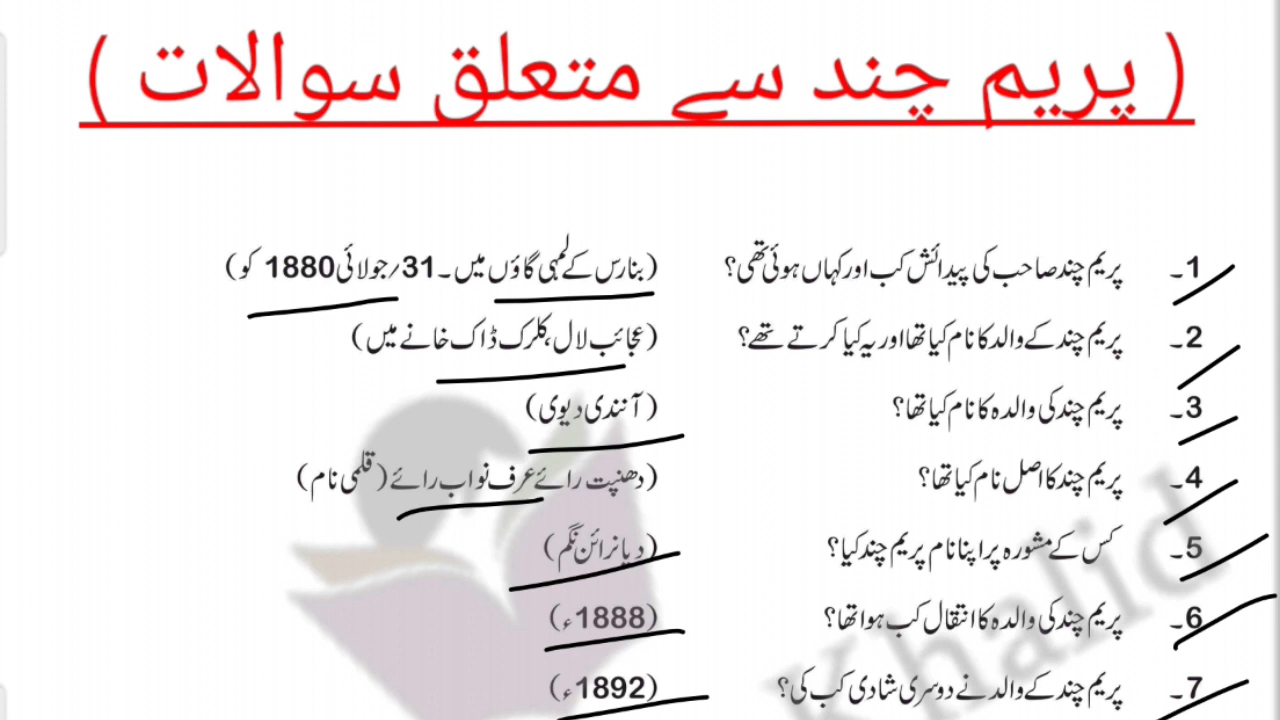 ( پریم چند سے متعلق سوالات )
1۔ پریم چند صاحب کی پیدائش کب اور کہاں ہوئی تھی؟ (بنارس کے لمہی گاؤں میں۔ 31؍جولائی 1880 کو)
2۔ پریم چند کے والد کا نام کیا تھا اور یہ کیا کرتے تھے؟ (عجائب لال، کلرک ڈاک خانے میں)
3۔ پریم چند کی والدہ کا نام کیا تھا؟ (آنندی دیوی)
4۔ پریم چند کا اصل نام کیا تھا؟ (دھنپت رائے عرف نواب رائے (قلمی نام)
5۔ کس کے مشورہ پر اپنا نام پریم چند کیا؟ (دیا نرائن نگم)
6۔ پریم چند کی والدہ کا انتقال کب ہوا تھا؟ (1888ء)
7۔ پریم چند کے والد نے دوسری شادی کب کی؟ (1892ء)
Khalid